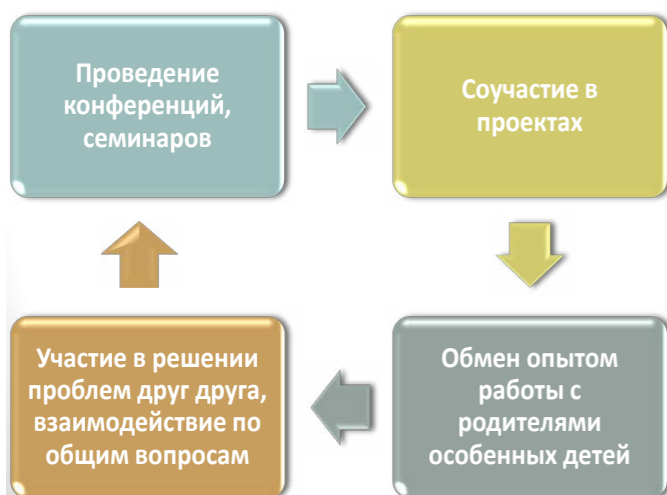 Проведение
конференций,
семинаров
Соучастие в
проектах
Обмен опытом
работы с
родителями
особенных детей
Участие в решении
проблем друг друга,
взаимодействие по
общим вопросам